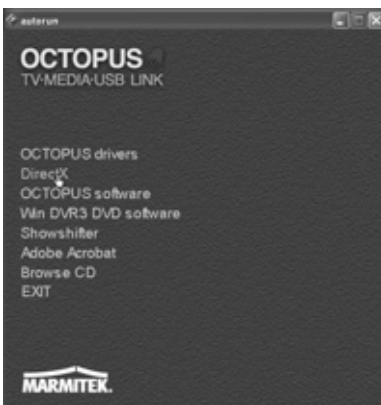 autorun
OCTOPUS
TV-MEDIA-USB LINK
OCTOPUS drivers
DirectX
OCTOPUS software
Win DVR3 DVD software
Showshifter
Adobe Acrobat
Browse CD
EXIT
MARMITEK.